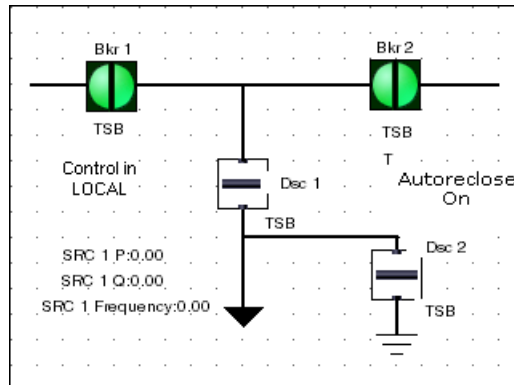 Bkr 1
Bkr 2
TSB
TSB
T
Control in
LOCAL
Dsc 1
Autoreclose
On
TSB
Dsc 2
SRC 1 P:0.00
SRC 1 Q:0.00
SRC 1 Frequency:0.00
TSB